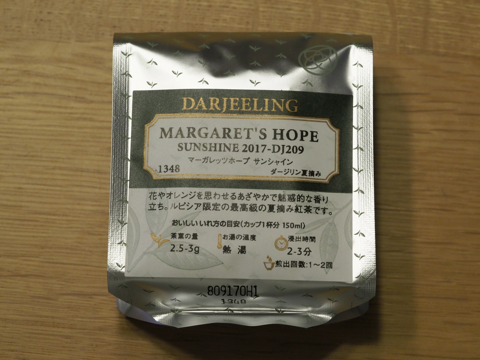 DARJEELING
MARGARET'S HOPE
SUNSHINE 2017-DJ209
マーガレッツホープ サンシャイン
1348 ダージリン夏摘み
花やオレンジを思わせるあざやかで魅惑的な香り
立ち。ルピシア限定の最高級の夏摘み紅茶です。
おいしいいれ方の目安(カップ1杯分 150ml)
茶葉の量 お湯の温度 浸出時間
2.5-3g 熱湯 2-3分
煎出回数:1〜2回
809170H1
1348